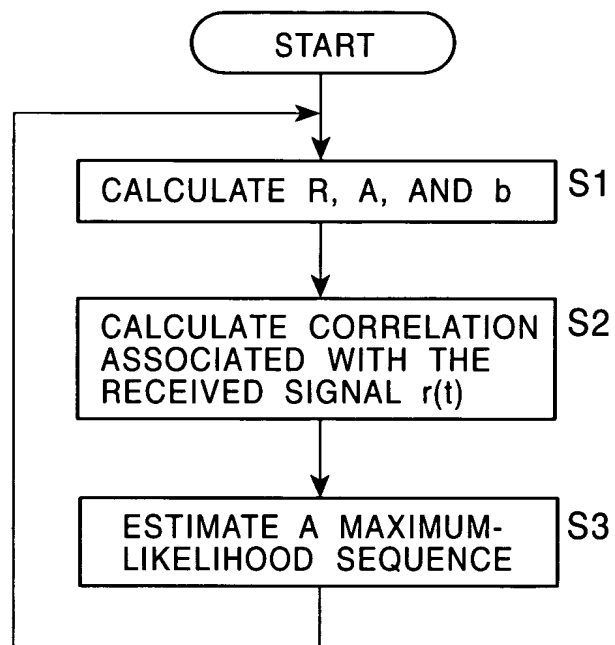 START
CALCULATE R, A, AND b
S1
CALCULATE CORRELATION
ASSOCIATED WITH THE
RECEIVED SIGNAL r(t)
S2
ESTIMATE A MAXIMUM-
LIKELIHOOD SEQUENCE
S3